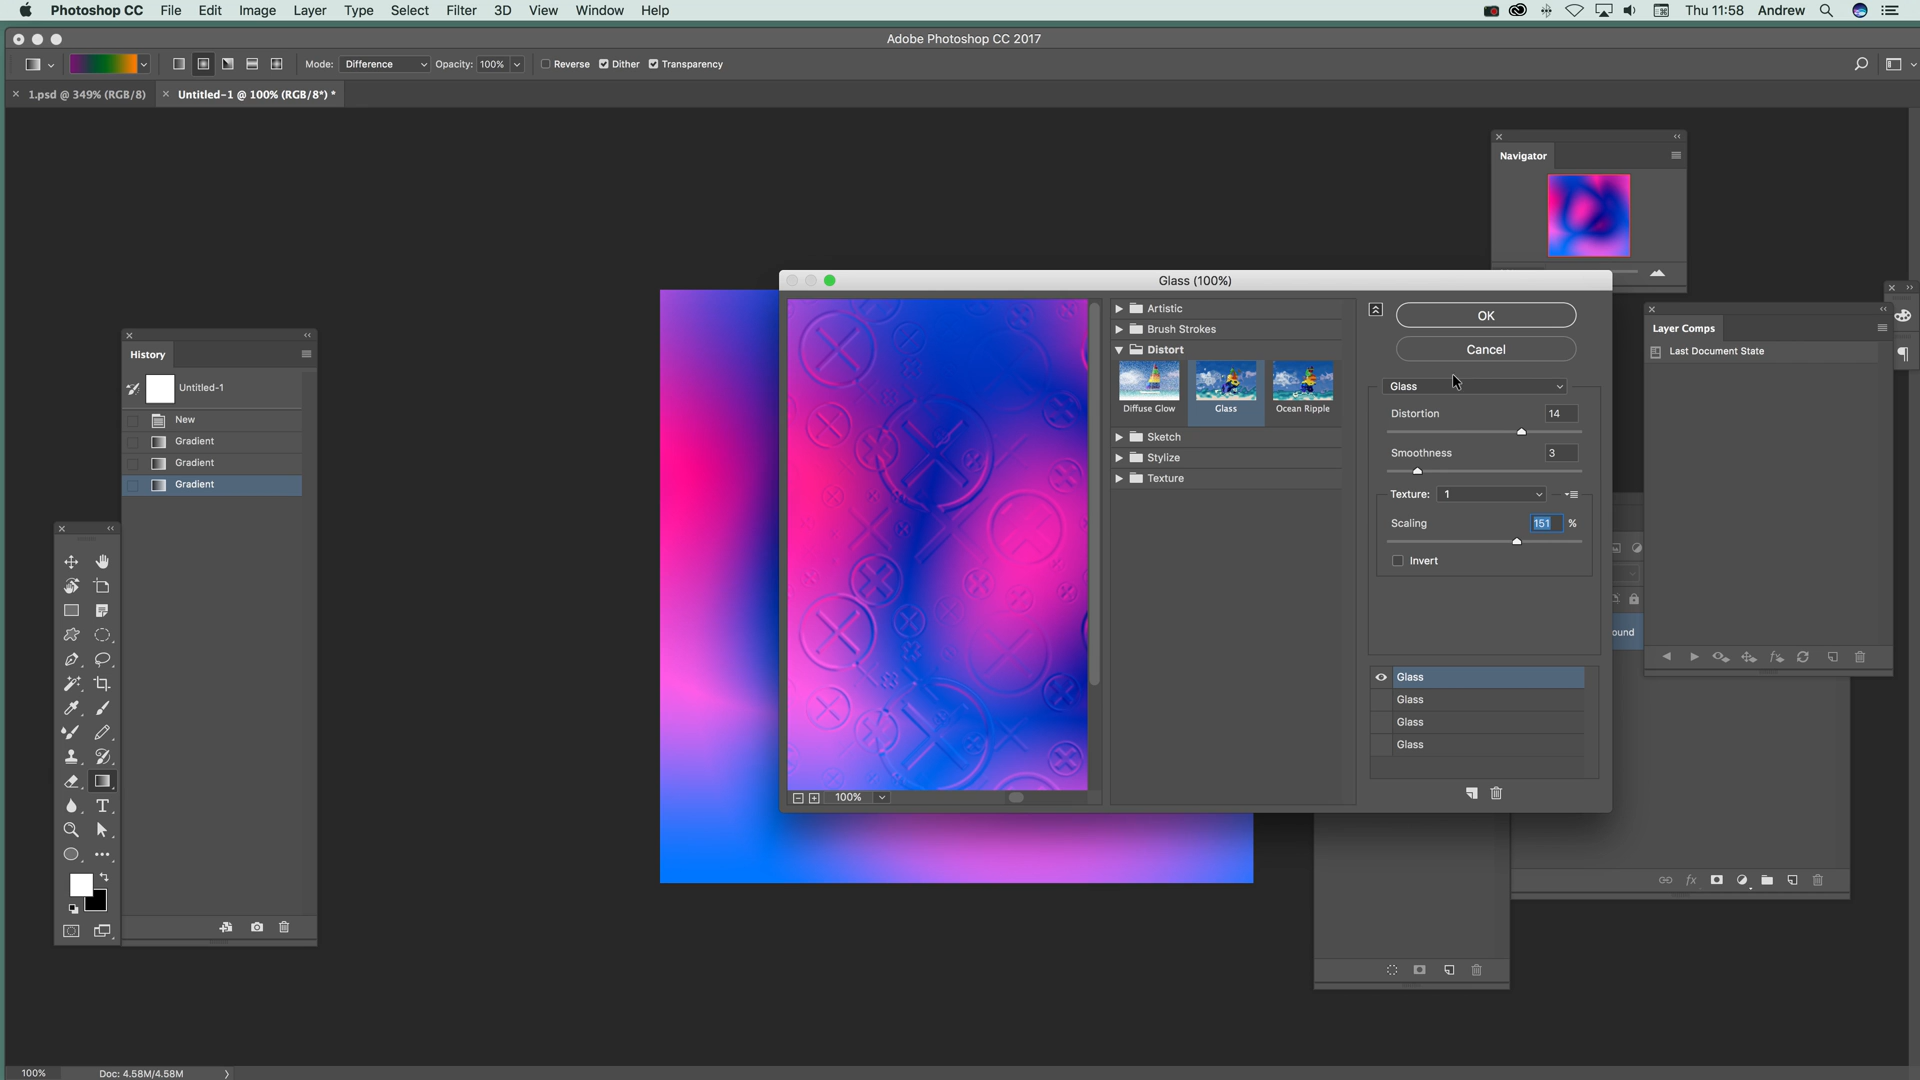 Photoshop CC File Edit Image Layer Type Select Filter 3D View Window Help Thu 11:58 Andrew
Adobe Photoshop CC 2017
Mode: Difference Opacity: 100% Reverse Dither Transparency
1.psd @ 349% (RGB/8) Untitled-1 @ 100% (RGB/8*) *
Navigator
Glass (100%)
Artistic
Brush Strokes
Distort
Diffuse Glow Glass Ocean Ripple
Sketch
Stylize
Texture
OK
Cancel
Glass
Distortion 14
Smoothness 3
Texture: 1
Scaling 151 %
Invert
Glass
Glass
Glass
Glass
100%
Layer Comps
Last Document State
ound
fx
History
Untitled-1
New
Gradient
Gradient
Gradient
100% Doc: 4.58M/4.58M